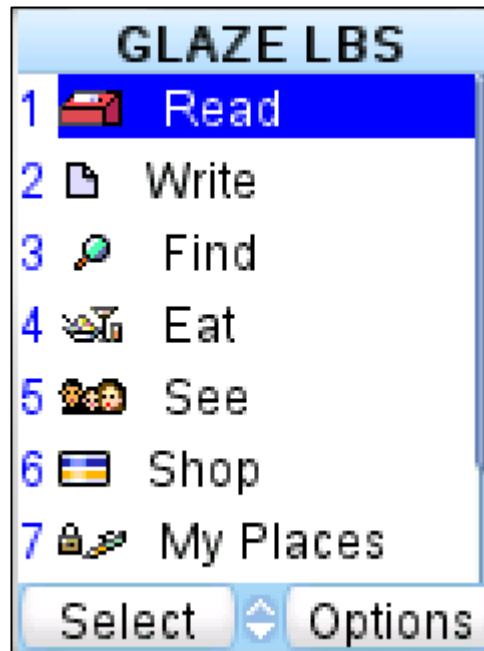 GLAZE LBS
1 Read
2 Write
3 Find
4 Eat
5 See
6 Shop
7 My Places
Select Options